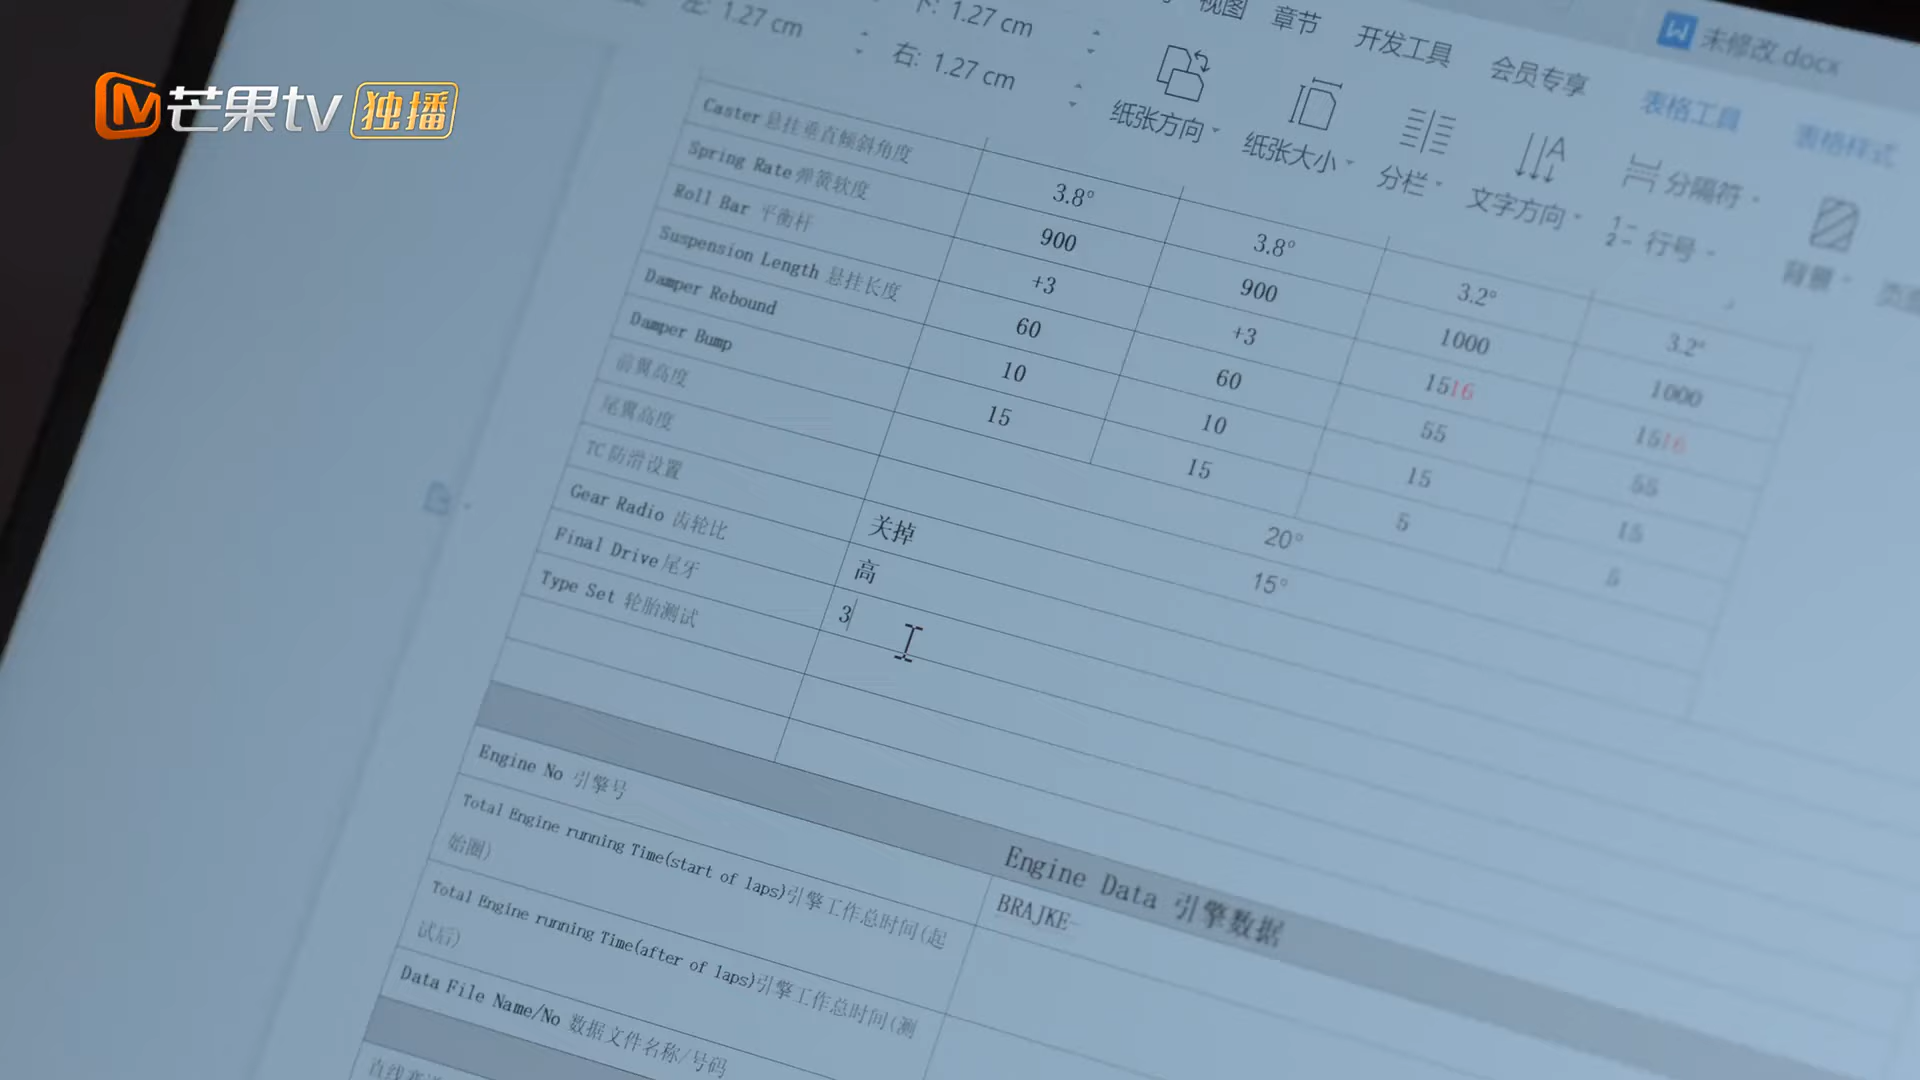 芒果tv 独播
左: 1.27 cm
下: 1.27 cm
右: 1.27 cm
视图 章节 开发工具 会员专享 表格工具 表格样式
未修改.docx
纸张方向
纸张大小
分栏
文字方向
分隔符
行号
背景
Caster 悬挂垂直倾斜角度 3.8° 3.8° 3.2° 3.2°
Spring Rate 弹簧软度 900 900 1000 1000
Roll Bar 平衡杆 +3 +3 1516 1516
Suspension Length 悬挂长度 60 60 55 55
Damper Rebound 10 10 15 15
Damper Bump 15 15 5 5
前翼高度 20°
尾翼高度 15°
TC 防滑设置 关掉
Gear Radio 齿轮比 高
Final Drive 尾牙 3
Type Set 轮胎测试
Engine Data 引擎数据
Engine No 引擎号 BRAJKE-
Total Engine running Time(start of laps)引擎工作总时间(起
始圈)
Total Engine running Time(after of laps)引擎工作总时间(测
试后)
Data File Name/No 数据文件名称/号码